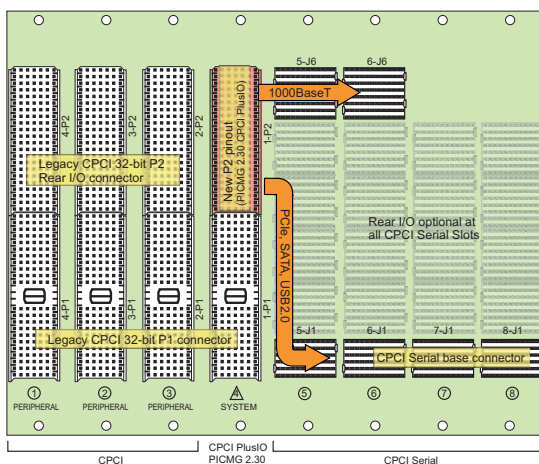 5-J6
6-J6
1000BaseT
4-P2
3-P2
2-P2
1-P2
New P2 pinout
(PICMG 2.30 CPCI PlusIO)
Legacy CPCI 32-bit P2
Rear I/O connector
PCIe, SATA, USB2.0
Rear I/O optional at
all CPCI Serial Slots
4-P1
3-P1
2-P1
1-P1
Legacy CPCI 32-bit P1 connector
5-J1
6-J1
7-J1
8-J1
CPCI Serial base connector
1
2
3
4
5
6
7
8
PERIPHERAL
PERIPHERAL
PERIPHERAL
SYSTEM
CPCI
CPCI PlusIO
PICMG 2.30
CPCI Serial